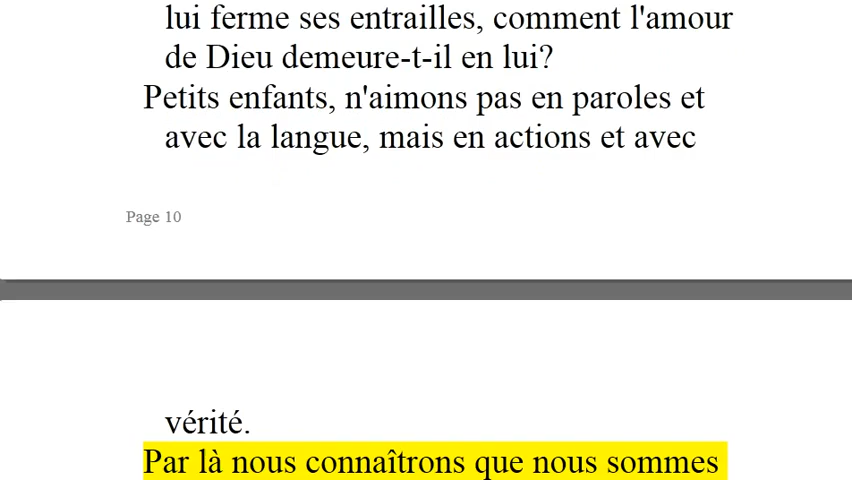 lui ferme ses entrailles, comment l'amour
de Dieu demeure-t-il en lui?
Petits enfants, n'aimons pas en paroles et
avec la langue, mais en actions et avec
Page 10
vérité.
Par là nous connaîtrons que nous sommes